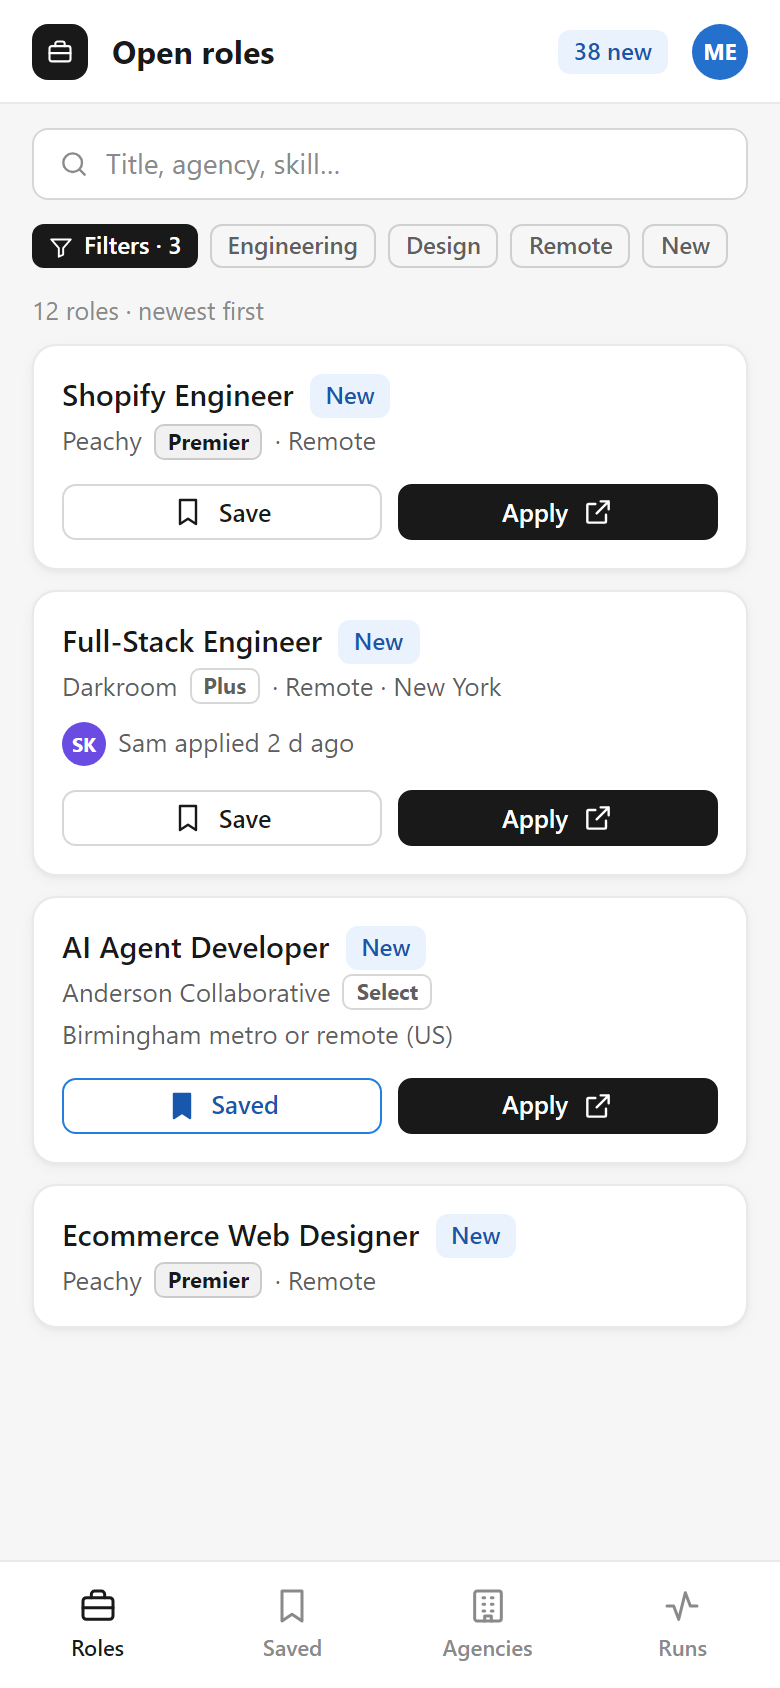 Open roles
38 new
ME
Title, agency, skill...
Filters · 3
Engineering
Design
Remote
New
12 roles · newest first
Shopify Engineer New
Peachy Premier · Remote
Save
Apply
Full-Stack Engineer New
Darkroom Plus · Remote · New York
SK Sam applied 2 d ago
Save
Apply
AI Agent Developer New
Anderson Collaborative Select
Birmingham metro or remote (US)
Saved
Apply
Ecommerce Web Designer New
Peachy Premier · Remote
Roles
Saved
Agencies
Runs